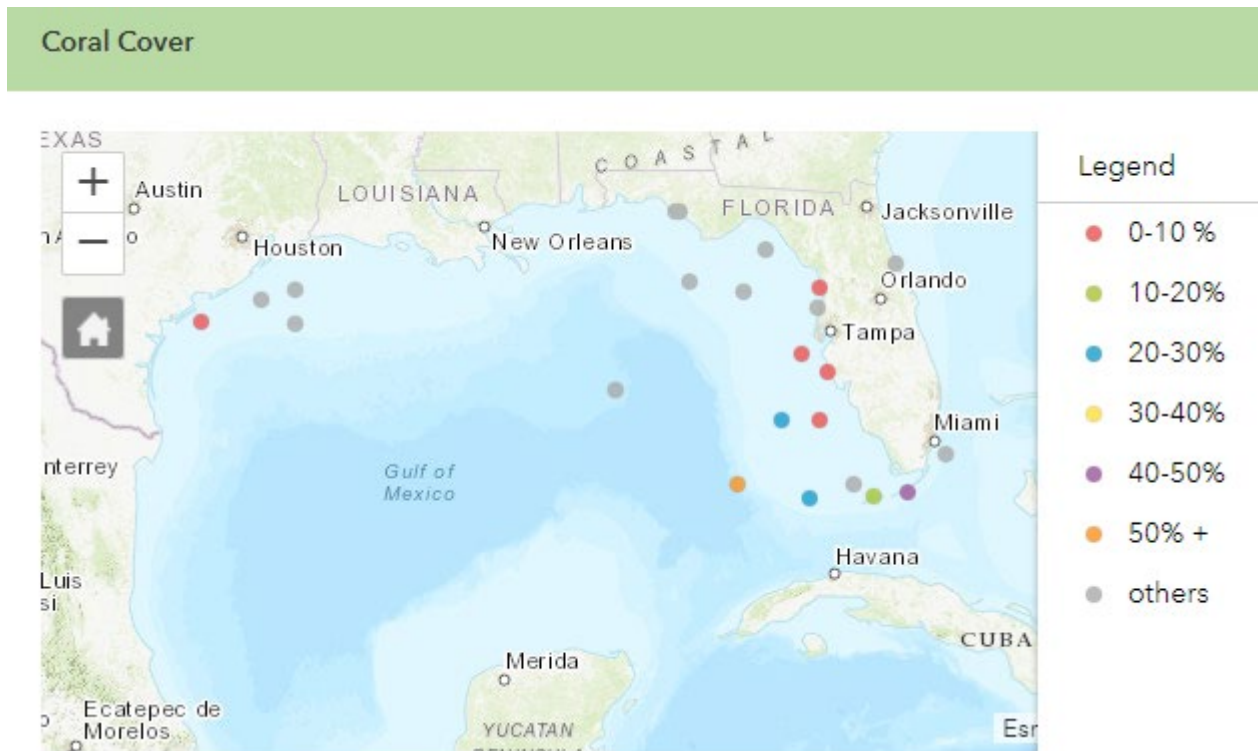 Coral Cover
EXAS
+
Austin
LOUISIANA
COASTAL
FLORIDA
Jacksonville
−
o
Houston
New Orleans
Orlando
Tampa
Miami
nterrey
Gulf of
Mexico
Havana
Luis
si
CUBA
Merida
Ecatepec de
Morelos
YUCATAN
Esr
Legend
0-10 %
10-20%
20-30%
30-40%
40-50%
50% +
others